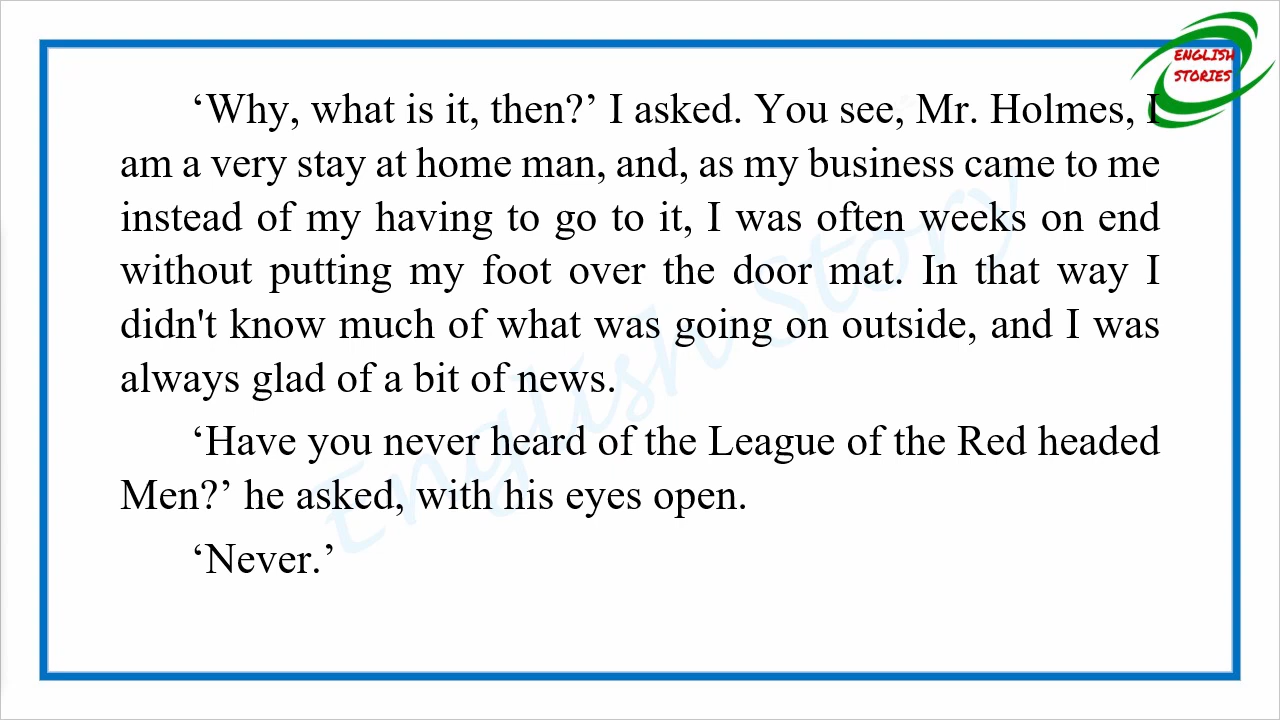 ENGLISH
STORIES
‘Why, what is it, then?’ I asked. You see, Mr. Holmes, I
am a very stay at home man, and, as my business came to me
instead of my having to go to it, I was often weeks on end
without putting my foot over the door mat. In that way I
didn't know much of what was going on outside, and I was
always glad of a bit of news.
‘Have you never heard of the League of the Red headed
Men?’ he asked, with his eyes open.
‘Never.’
English Story